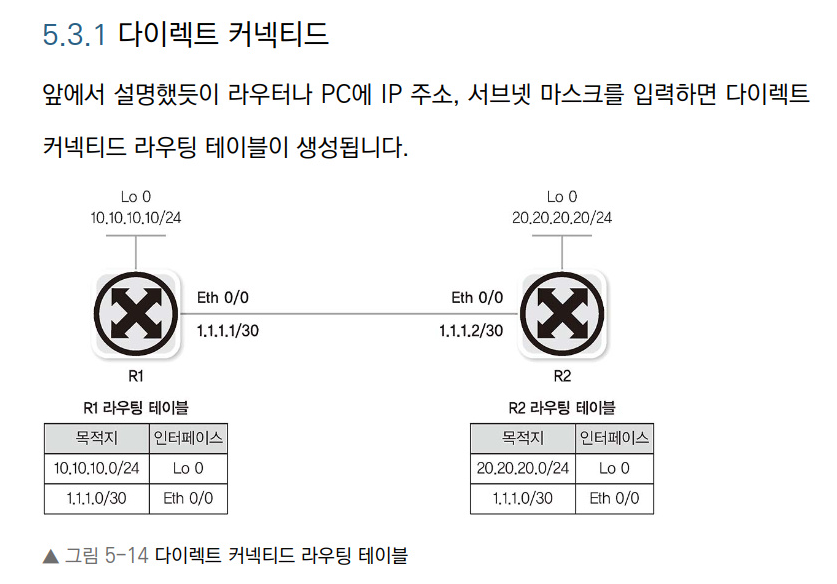 5.3.1 다이렉트 커넥티드
앞에서 설명했듯이 라우터나 PC에 IP 주소, 서브넷 마스크를 입력하면 다이렉트
커넥티드 라우팅 테이블이 생성됩니다.
Lo 0
10.10.10.10/24
Lo 0
20.20.20.20/24
Eth 0/0
1.1.1.1/30
Eth 0/0
1.1.1.2/30
R1
R2
R1 라우팅 테이블
목적지 인터페이스
10.10.10.0/24 Lo 0
1.1.1.0/30 Eth 0/0
R2 라우팅 테이블
목적지 인터페이스
20.20.20.0/24 Lo 0
1.1.1.0/30 Eth 0/0
▲ 그림 5-14 다이렉트 커넥티드 라우팅 테이블